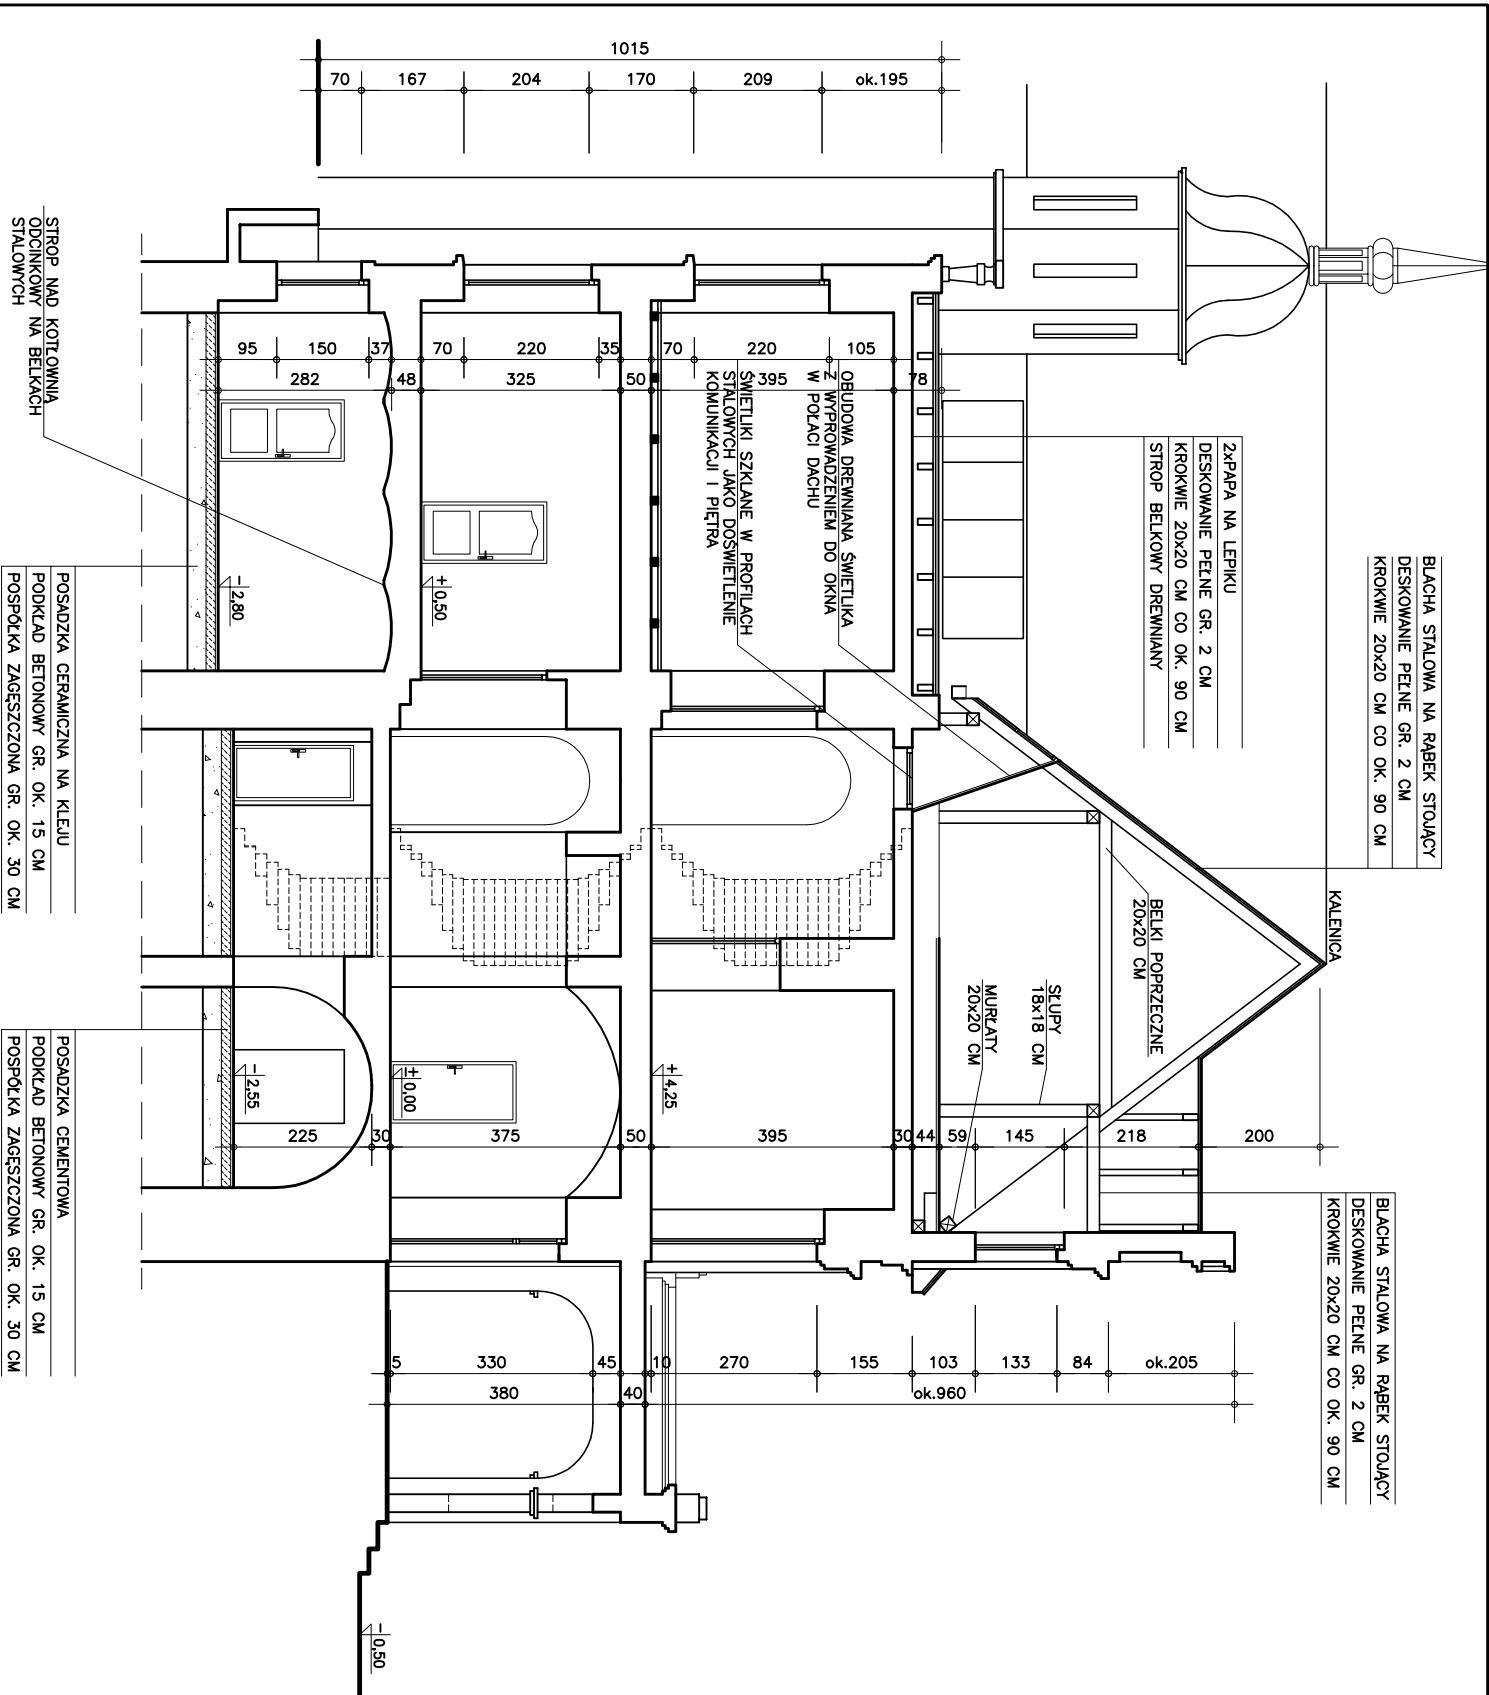 1015
70
167
204
170
209
ok.195
BLACHA STALOWA NA RĄBEK STOJĄCY
DESKOWANIE PEŁNE GR. 2 CM
KROKWIE 20x20 CM CO OK. 90 CM
2xPAPA NA LEPIKU
DESKOWANIE PEŁNE GR. 2 CM
KROKWIE 20x20 CM CO OK. 90 CM
STROP BELKOWY DREWNIANY
BLACHA STALOWA NA RĄBEK STOJĄCY
DESKOWANIE PEŁNE GR. 2 CM
KROKWIE 20x20 CM CO OK. 90 CM
KALENICA
BELKI POPRZECZNE
20x20 CM
SŁUPY
18x18 CM
MURŁATY
20x20 CM
OBUDOWA DREWNIANA ŚWIETLIKA
Z WYPROWADZENIEM DO OKNA
W POŁACI DACHU
ŚWIETLIKI SZKLANE W PROFILACH
STALOWYCH JAKO DOŚWIETLENIE
KOMUNIKACJI I PIĘTRA
95
150
37
70
220
35
70
220
105
282
48
325
50
395
78
+0,50
-2,80
+4,25
±0,00
-2,55
225
30
375
50
395
30
44
59
145
218
200
5
330
45
10
270
155
103
133
84
ok.205
380
40
ok.960
-0,50
STROP NAD KOTŁOWNIĄ
ODCINKOWY NA BELKACH
STALOWYCH
POSADZKA CERAMICZNA NA KLEJU
PODKŁAD BETONOWY GR. OK. 15 CM
POSPÓŁKA ZAGĘSZCZONA GR. OK. 30 CM
POSADZKA CEMENTOWA
PODKŁAD BETONOWY GR. OK. 15 CM
POSPÓŁKA ZAGĘSZCZONA GR. OK. 30 CM